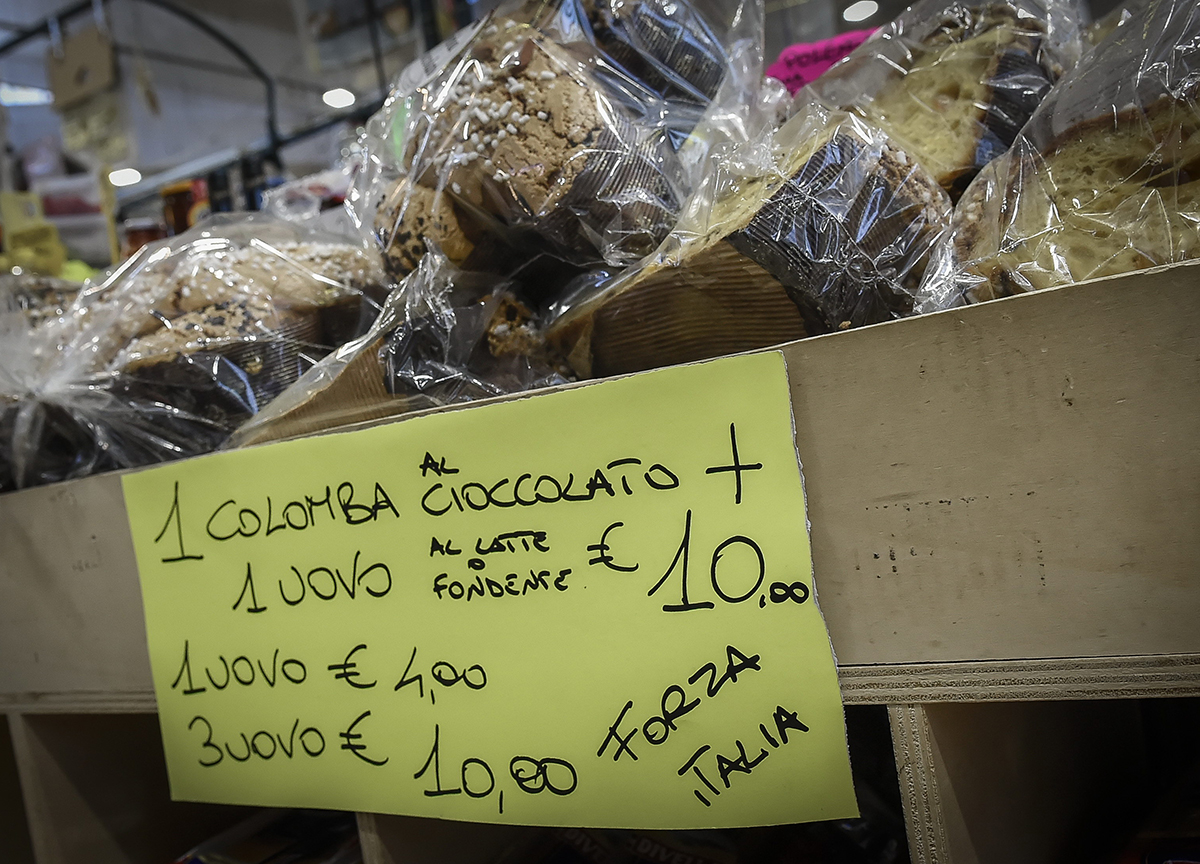 1 COLOMBA AL CIOCCOLATO +
1 UOVO AL LATTE O FONDENTE € 10,00
1 UOVO € 4,00
3 UOVO € 10,00
FORZA
ITALIA